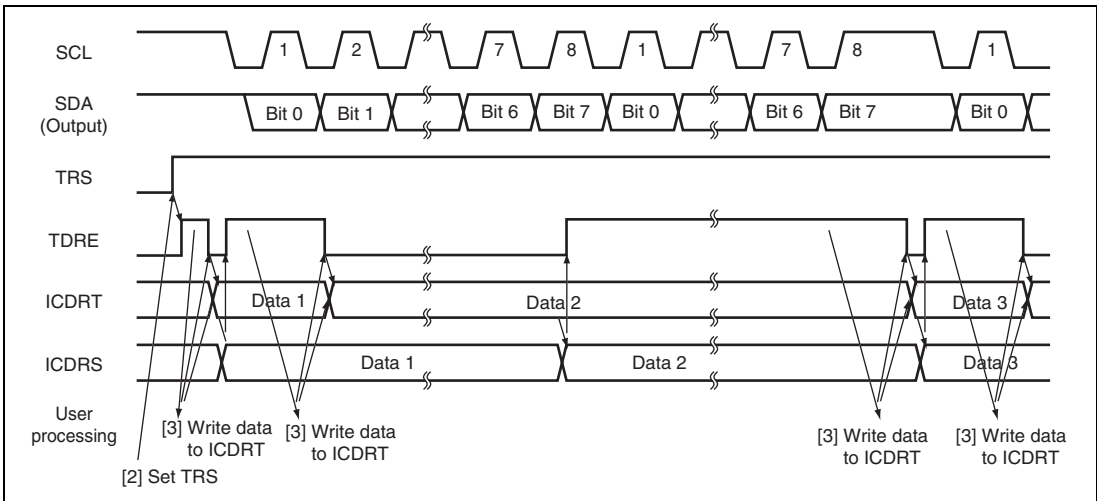 SCL 1 2 7 8 1 7 8 1
SDA
(Output) Bit 0 Bit 1 Bit 6 Bit 7 Bit 0 Bit 6 Bit 7 Bit 0
TRS
TDRE
ICDRT Data 1 Data 2 Data 3
ICDRS Data 1 Data 2 Data 3
User
processing
[3] Write data
to ICDRT
[3] Write data
to ICDRT
[3] Write data
to ICDRT
[3] Write data
to ICDRT
[2] Set TRS